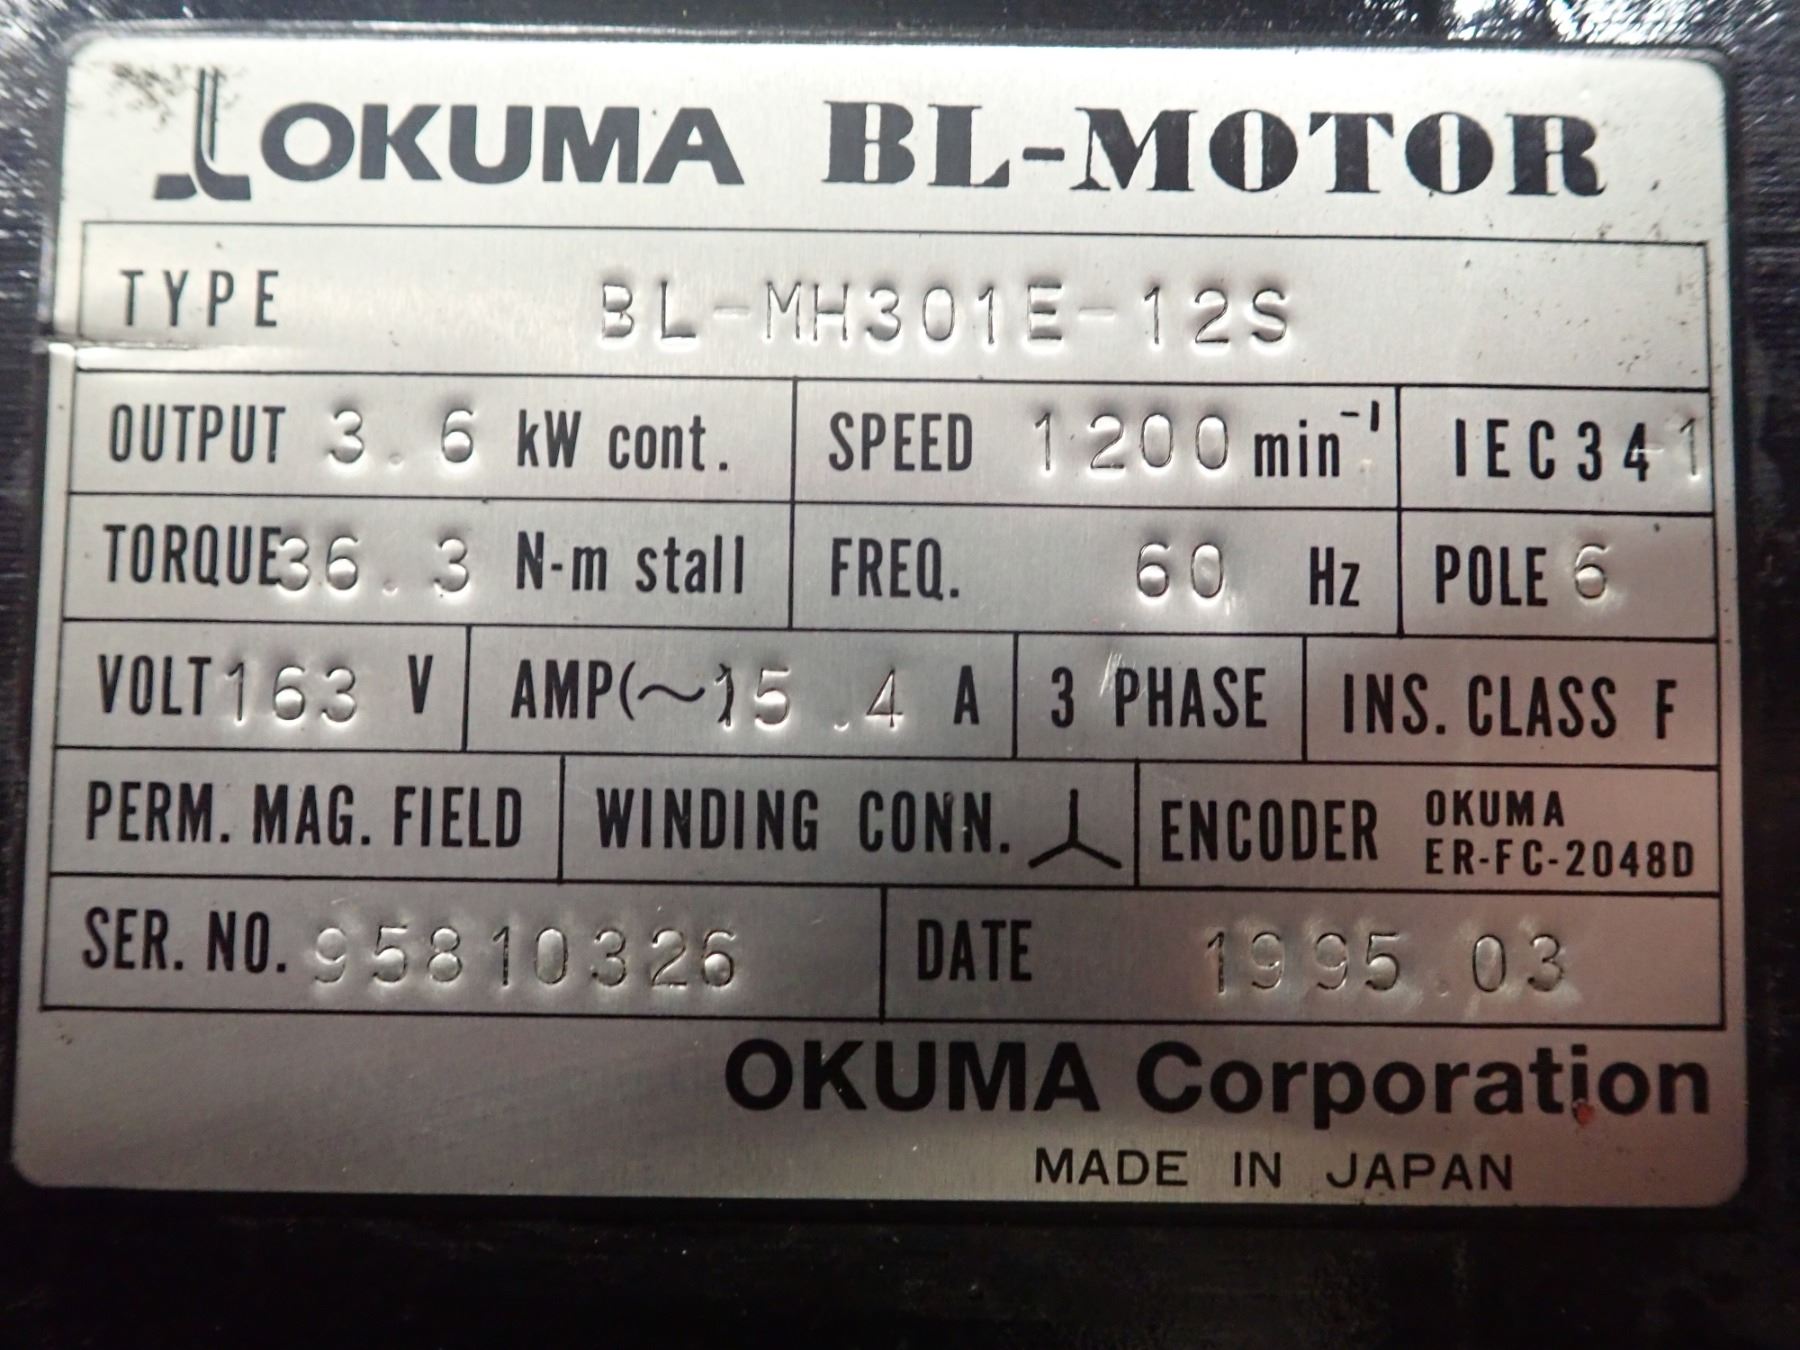 OKUMA BL-MOTOR
TYPE BL-MH301E-12S
OUTPUT 3.6 kW cont. SPEED 1200 min⁻¹ IEC34 1
TORQUE 36.3 N-m stall FREQ. 60 Hz POLE 6
VOLT 163 V AMP(~) 15.4 A 3 PHASE INS. CLASS F
PERM. MAG. FIELD WINDING CONN. ENCODER OKUMA
ER-FC-2048D
SER. NO. 95810326 DATE 1995.03
OKUMA Corporation
MADE IN JAPAN